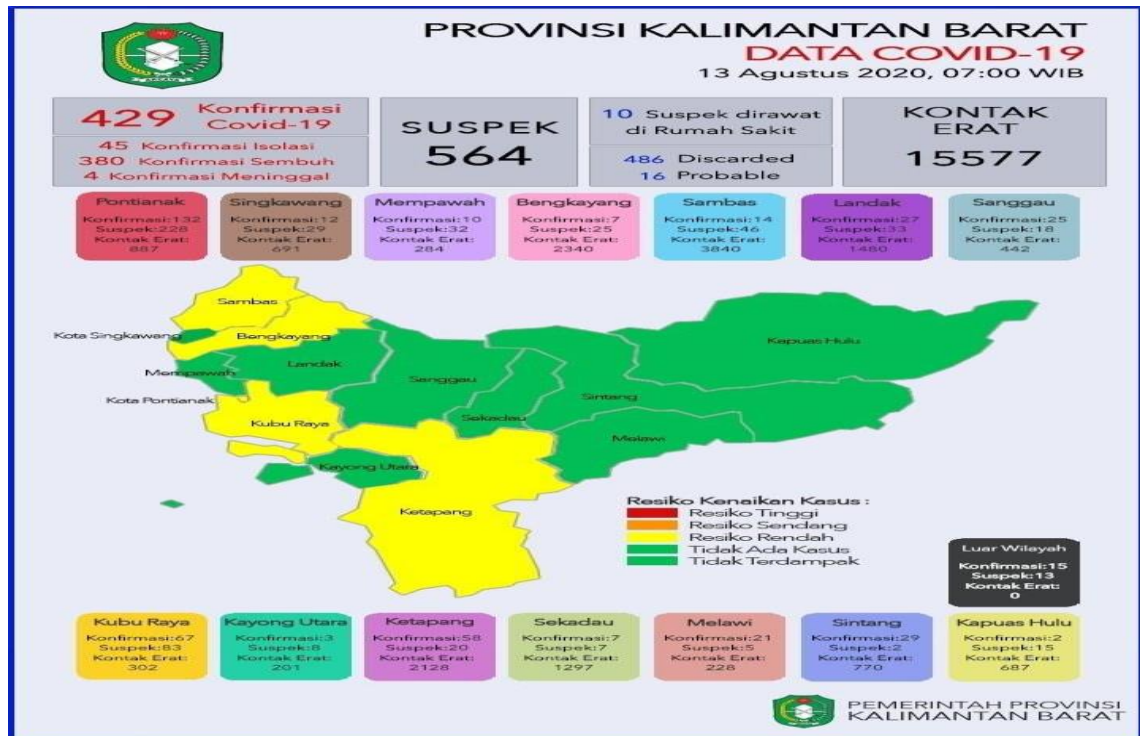 PROVINSI KALIMANTAN BARAT
DATA COVID-19
13 Agustus 2020, 07:00 WIB
429 Konfirmasi Covid-19
45 Konfirmasi Isolasi
380 Konfirmasi Sembuh
4 Konfirmasi Meninggal
SUSPEK
564
10 Suspek dirawat
di Rumah Sakit
486 Discarded
16 Probable
KONTAK
ERAT
15577
Pontianak
Konfirmasi:132
Suspek:228
Kontak Erat:
887
Singkawang
Konfirmasi:12
Suspek:29
Kontak Erat:
691
Mempawah
Konfirmasi:10
Suspek:32
Kontak Erat:
284
Bengkayang
Konfirmasi:7
Suspek:25
Kontak Erat:
2340
Sambas
Konfirmasi:14
Suspek:46
Kontak Erat:
3840
Landak
Konfirmasi:27
Suspek:33
Kontak Erat:
1480
Sanggau
Konfirmasi:25
Suspek:18
Kontak Erat:
442
Sambas
Kota Singkawang
Bengkayang
Kapuas Hulu
Mempawah
Landak
Sanggau
Kota Pontianak
Sintang
Kubu Raya
Sekadau
Melawi
Kayong Utara
Ketapang
Resiko Kenaikan Kasus :
Resiko Tinggi
Resiko Sendang
Resiko Rendah
Tidak Ada Kasus
Tidak Terdampak
Luar Wilayah
Konfirmasi:15
Suspek:13
Kontak Erat:
0
Kubu Raya
Konfirmasi:67
Suspek:83
Kontak Erat:
302
Kayong Utara
Konfirmasi:3
Suspek:8
Kontak Erat:
201
Ketapang
Konfirmasi:58
Suspek:20
Kontak Erat:
2128
Sekadau
Konfirmasi:7
Suspek:7
Kontak Erat:
1297
Melawi
Konfirmasi:21
Suspek:5
Kontak Erat:
228
Sintang
Konfirmasi:29
Suspek:2
Kontak Erat:
770
Kapuas Hulu
Konfirmasi:2
Suspek:15
Kontak Erat:
687
PEMERINTAH PROVINSI
KALIMANTAN BARAT